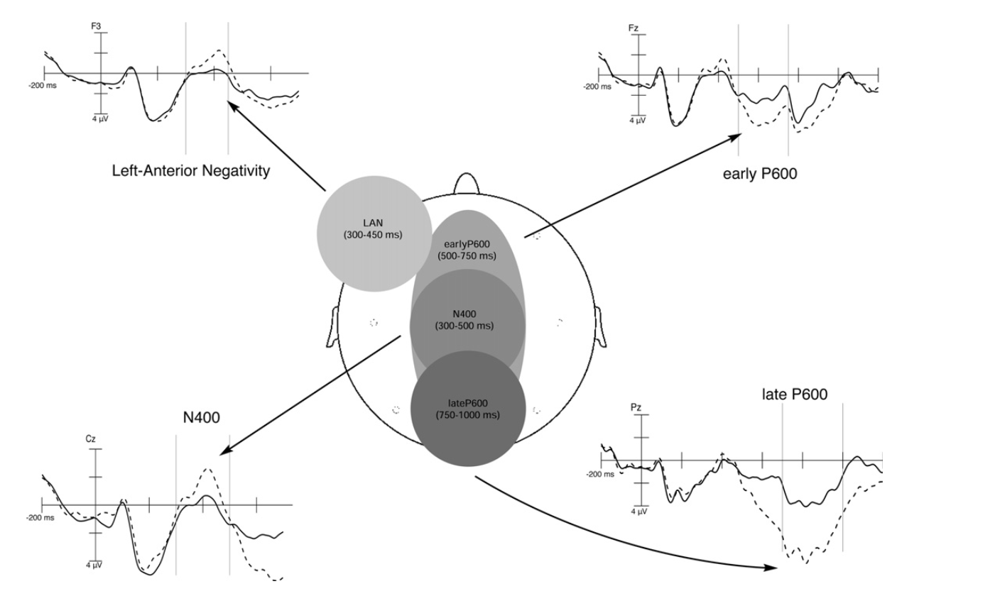 F3
-200 ms
4 µV
Left-Anterior Negativity
Fz
-200 ms
4 µV
early P600
LAN
(300-450 ms)
earlyP600
(500-750 ms)
N400
(300-500 ms)
lateP600
(750-1000 ms)
N400
Cz
-200 ms
4 µV
late P600
Pz
-200 ms
4 µV